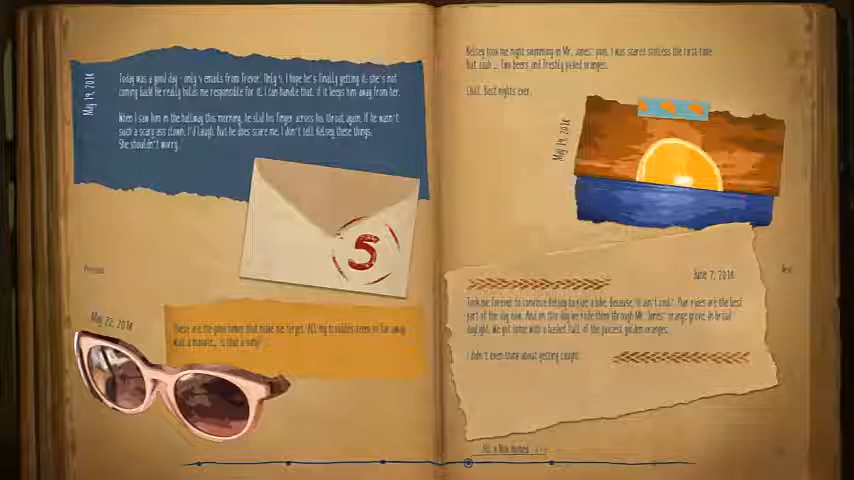 May 19, 2018
Today was a good day - only 5 emails from Trevor. Only 5. I hope he's finally getting it: she's not
coming back. he really holds me responsible for it. I can handle that, if it keeps him away from her.
When I saw him in the hallway this morning, he slid his finger across his throat again. If he wasn't
such a scary ass clown, I'd laugh. But he does scare me. I don't tell Kelsey these things.
She shouldn't worry.
5
Previous
May 22, 2018
These are the good times that make me forget. All my troubles seem so far away.
Wait a minute... is that a song?
Kelsey took me night swimming in Mr. Jones' pool. I was scared the first time
but Two beers and freshly picked oranges.
Chill. Best nights ever.
May 19, 2018
June 7, 2018
Took me forever to convince Kelsey to ride a bike. Because, "it ain't cool". Our rides are the best
part of the day now. And on this day we rode them through Mr. Jones' orange grove. In broad
daylight. We got home with a basket full of the juiciest golden oranges.
I didn't even think about getting caught.
Next